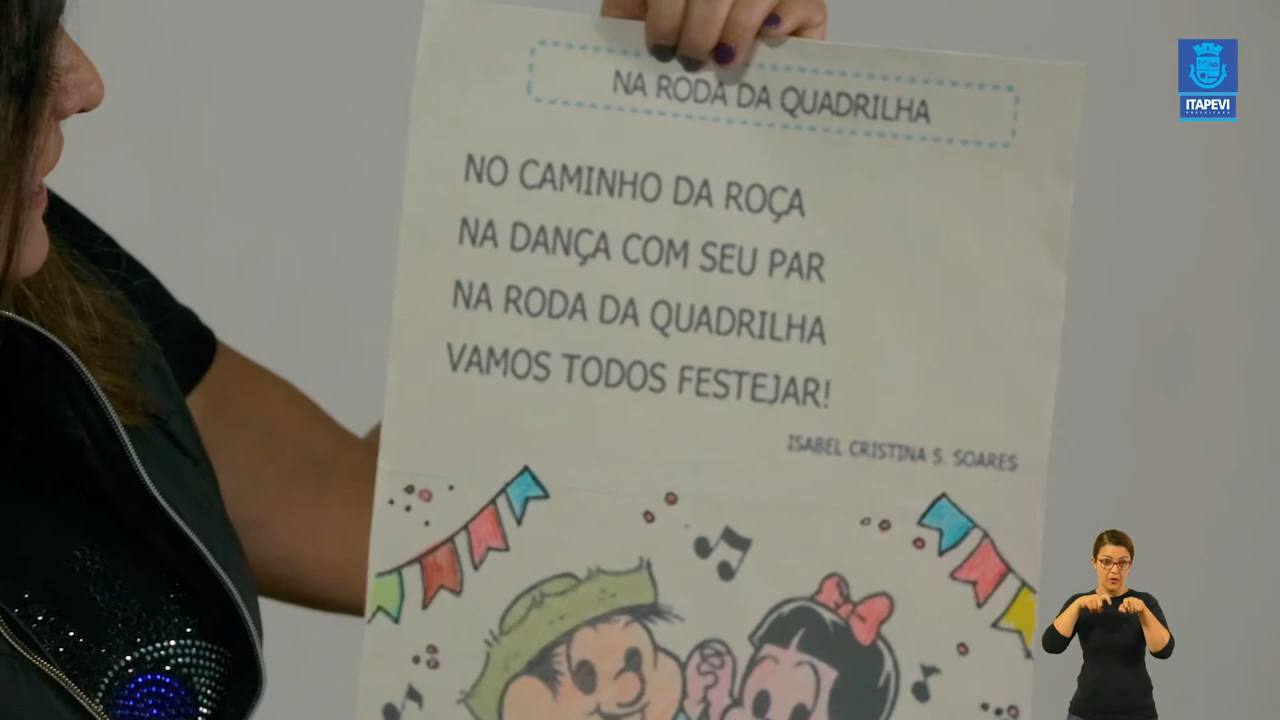 NA RODA DA QUADRILHA
NO CAMINHO DA ROÇA
NA DANÇA COM SEU PAR
NA RODA DA QUADRILHA
VAMOS TODOS FESTEJAR!
ISABEL CRISTINA S. SOARES
ITAPEVI
PREFEITURA